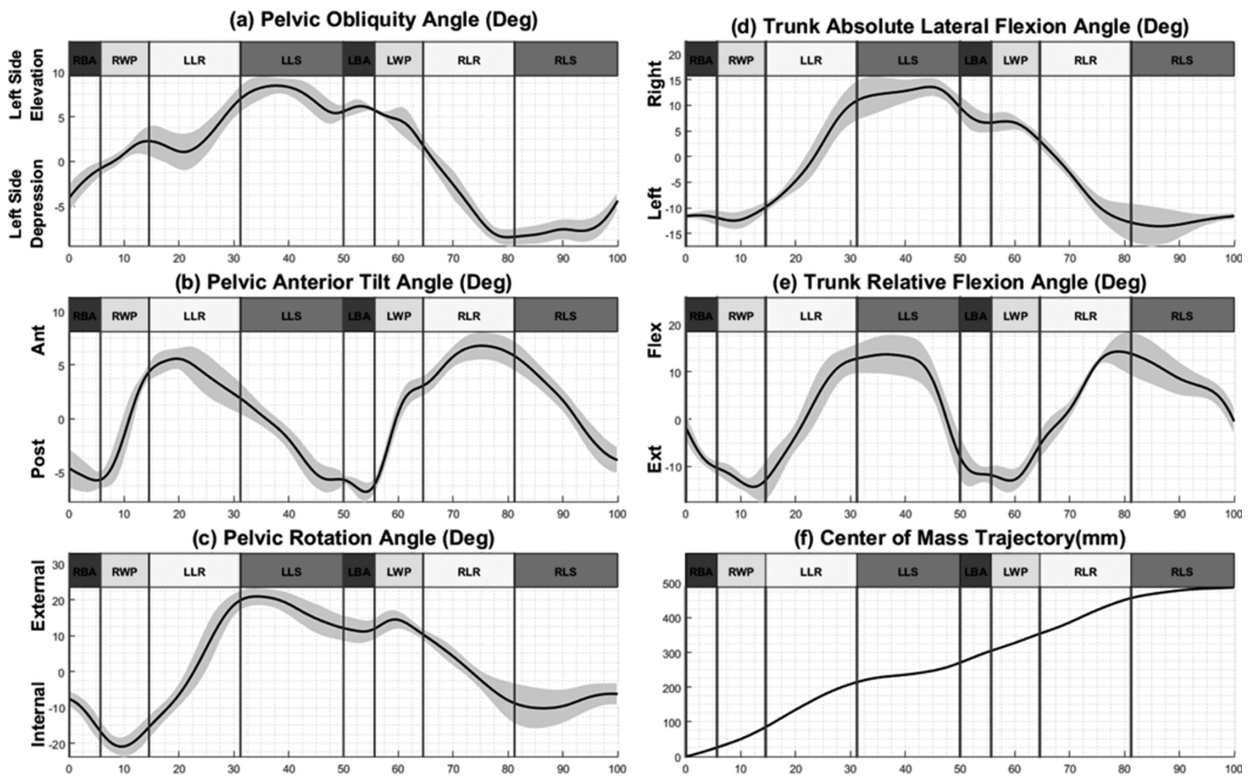 (a) Pelvic Obliquity Angle (Deg)
RBA RWP LLR LLS LBA LWP RLR RLS
Left Side Elevation
Left Side Depression
10
5
0
-5
0 10 20 30 40 50 60 70 80 90 100
(b) Pelvic Anterior Tilt Angle (Deg)
RBA RWP LLR LLS LBA LWP RLR RLS
Ant
Post
10
5
0
-5
0 10 20 30 40 50 60 70 80 90 100
(c) Pelvic Rotation Angle (Deg)
RBA RWP LLR LLS LBA LWP RLR RLS
External
Internal
30
20
10
0
-10
-20
0 10 20 30 40 50 60 70 80 90 100
(d) Trunk Absolute Lateral Flexion Angle (Deg)
RBA RWP LLR LLS LBA LWP RLR RLS
Right
Left
20
15
10
5
0
-5
-10
-15
0 10 20 30 40 50 60 70 80 90 100
(e) Trunk Relative Flexion Angle (Deg)
RBA RWP LLR LLS LBA LWP RLR RLS
Flex
Ext
20
10
0
-10
0 10 20 30 40 50 60 70 80 90 100
(f) Center of Mass Trajectory(mm)
RBA RWP LLR LLS LBA LWP RLR RLS
500
400
300
200
100
0
0 10 20 30 40 50 60 70 80 90 100